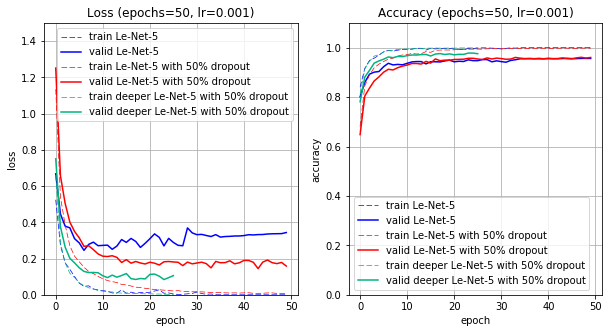 Loss (epochs=50, lr=0.001)
1.4
1.2
1.0
0.8
0.6
0.4
0.2
0.0
loss
train Le-Net-5
valid Le-Net-5
train Le-Net-5 with 50% dropout
valid Le-Net-5 with 50% dropout
train deeper Le-Net-5 with 50% dropout
valid deeper Le-Net-5 with 50% dropout
0 10 20 30 40 50
epoch
Accuracy (epochs=50, lr=0.001)
1.0
0.8
0.6
0.4
0.2
0.0
accuracy
train Le-Net-5
valid Le-Net-5
train Le-Net-5 with 50% dropout
valid Le-Net-5 with 50% dropout
train deeper Le-Net-5 with 50% dropout
valid deeper Le-Net-5 with 50% dropout
0 10 20 30 40 50
epoch